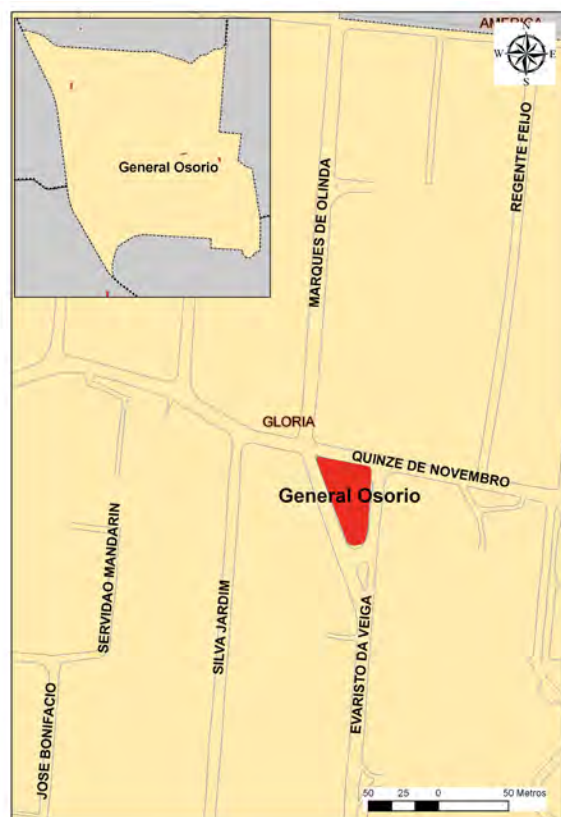 AMERICA
N
W E
S
General Osorio
MARQUES DE OLINDA
REGENTE FEIJO
GLORIA
QUINZE DE NOVEMBRO
General Osorio
SERVIDAO MANDARIN
SILVA JARDIM
EVARISTO DA VEIGA
JOSE BONIFACIO
50 25 0 50 Metros